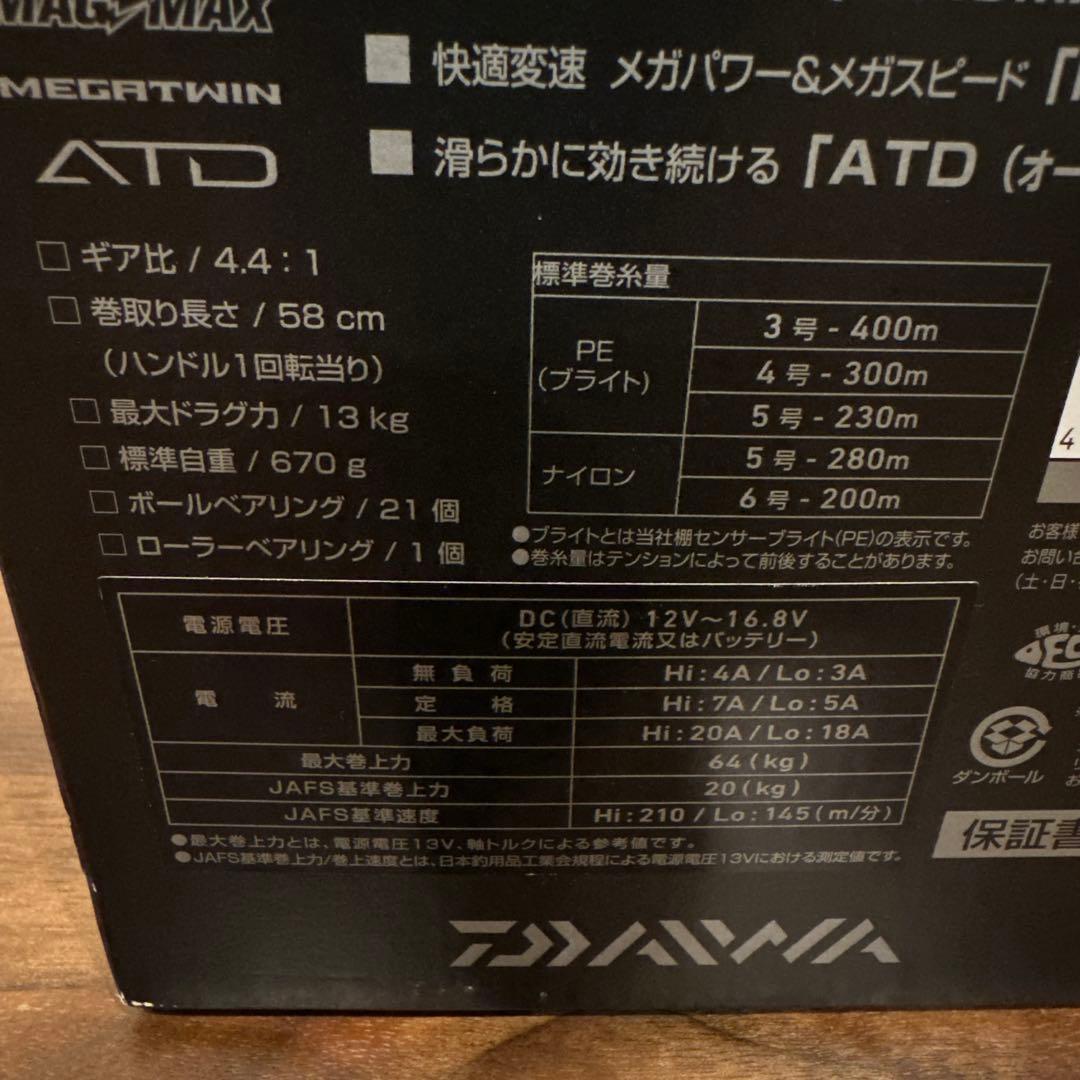 MAGMAX
MEGATWIN
ATD
■ 快適変速 メガパワー&メガスピード「
■ 滑らかに効き続ける「ATD（オー
□ ギア比 / 4.4：1
□ 巻取り長さ / 58 cm
（ハンドル1回転当り）
□ 最大ドラグ力 / 13 kg
□ 標準自重 / 670 g
□ ボールベアリング / 21 個
□ ローラーベアリング / 1 個
標準巻糸量
PE
（ブライト）
3 号 - 400m
4 号 - 300m
5 号 - 230m
ナイロン
5 号 - 280m
6 号 - 200m
●ブライトとは当社棚センサーブライト(PE)の表示です。
●巻糸量はテンションによって前後することがあります。
電源電圧
DC(直流) 12V～16.8V
(安定直流電流又はバッテリー)
電 流
無 負 荷 Hi:4A/Lo:3A
定 格 Hi:7A/Lo:5A
最大負荷 Hi:20A/Lo:18A
最大巻上力 64(kg)
JAFS基準巻上力 20(kg)
JAFS基準速度 Hi:210 / Lo:145(m/分)
●最大巻上力とは、電源電圧13V、軸トルクによる参考値です。
●JAFS基準巻上力/巻上速度とは、日本釣用品工業会規程による電源電圧13Vにおける測定値です。
4
お客様
お問い合
(土・日・
環境・
協力商
ダンボール
保証書
DAIWA